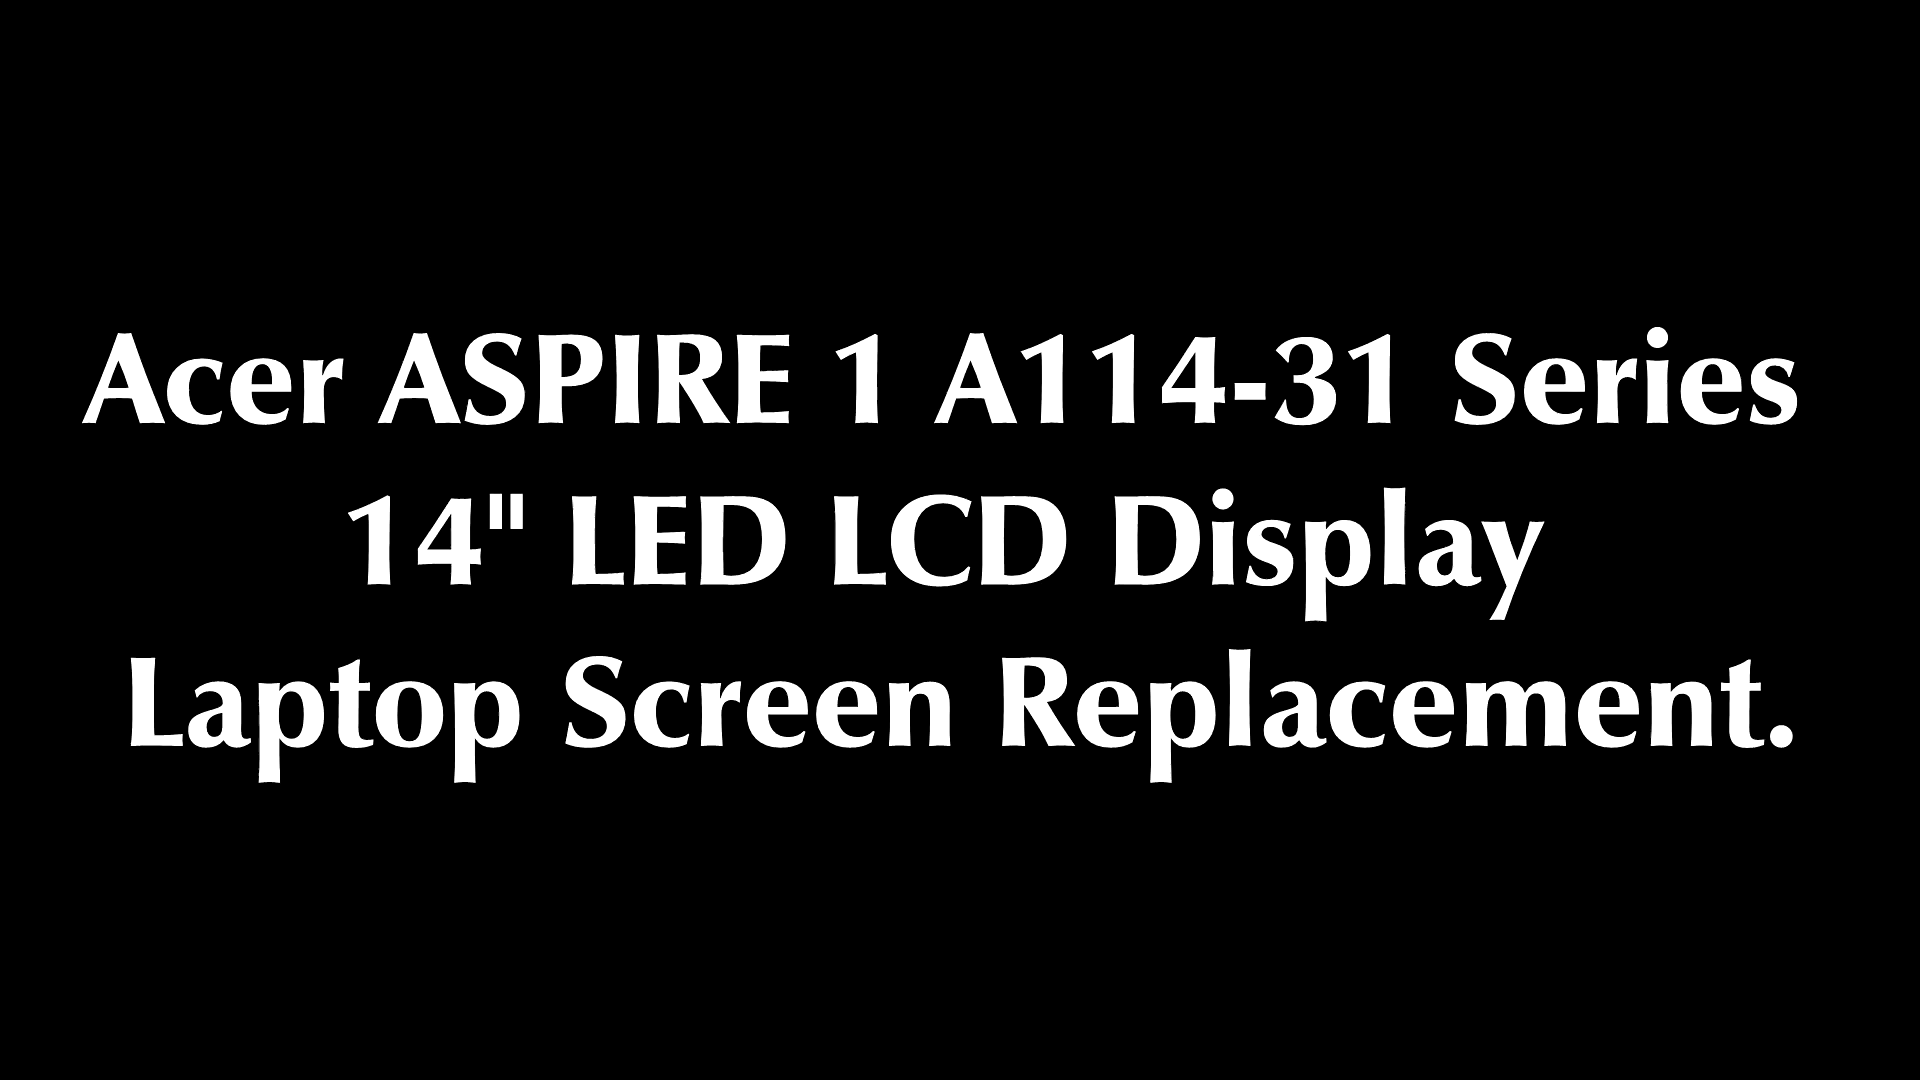 Acer ASPIRE 1 A114-31 Series
14" LED LCD Display
Laptop Screen Replacement.